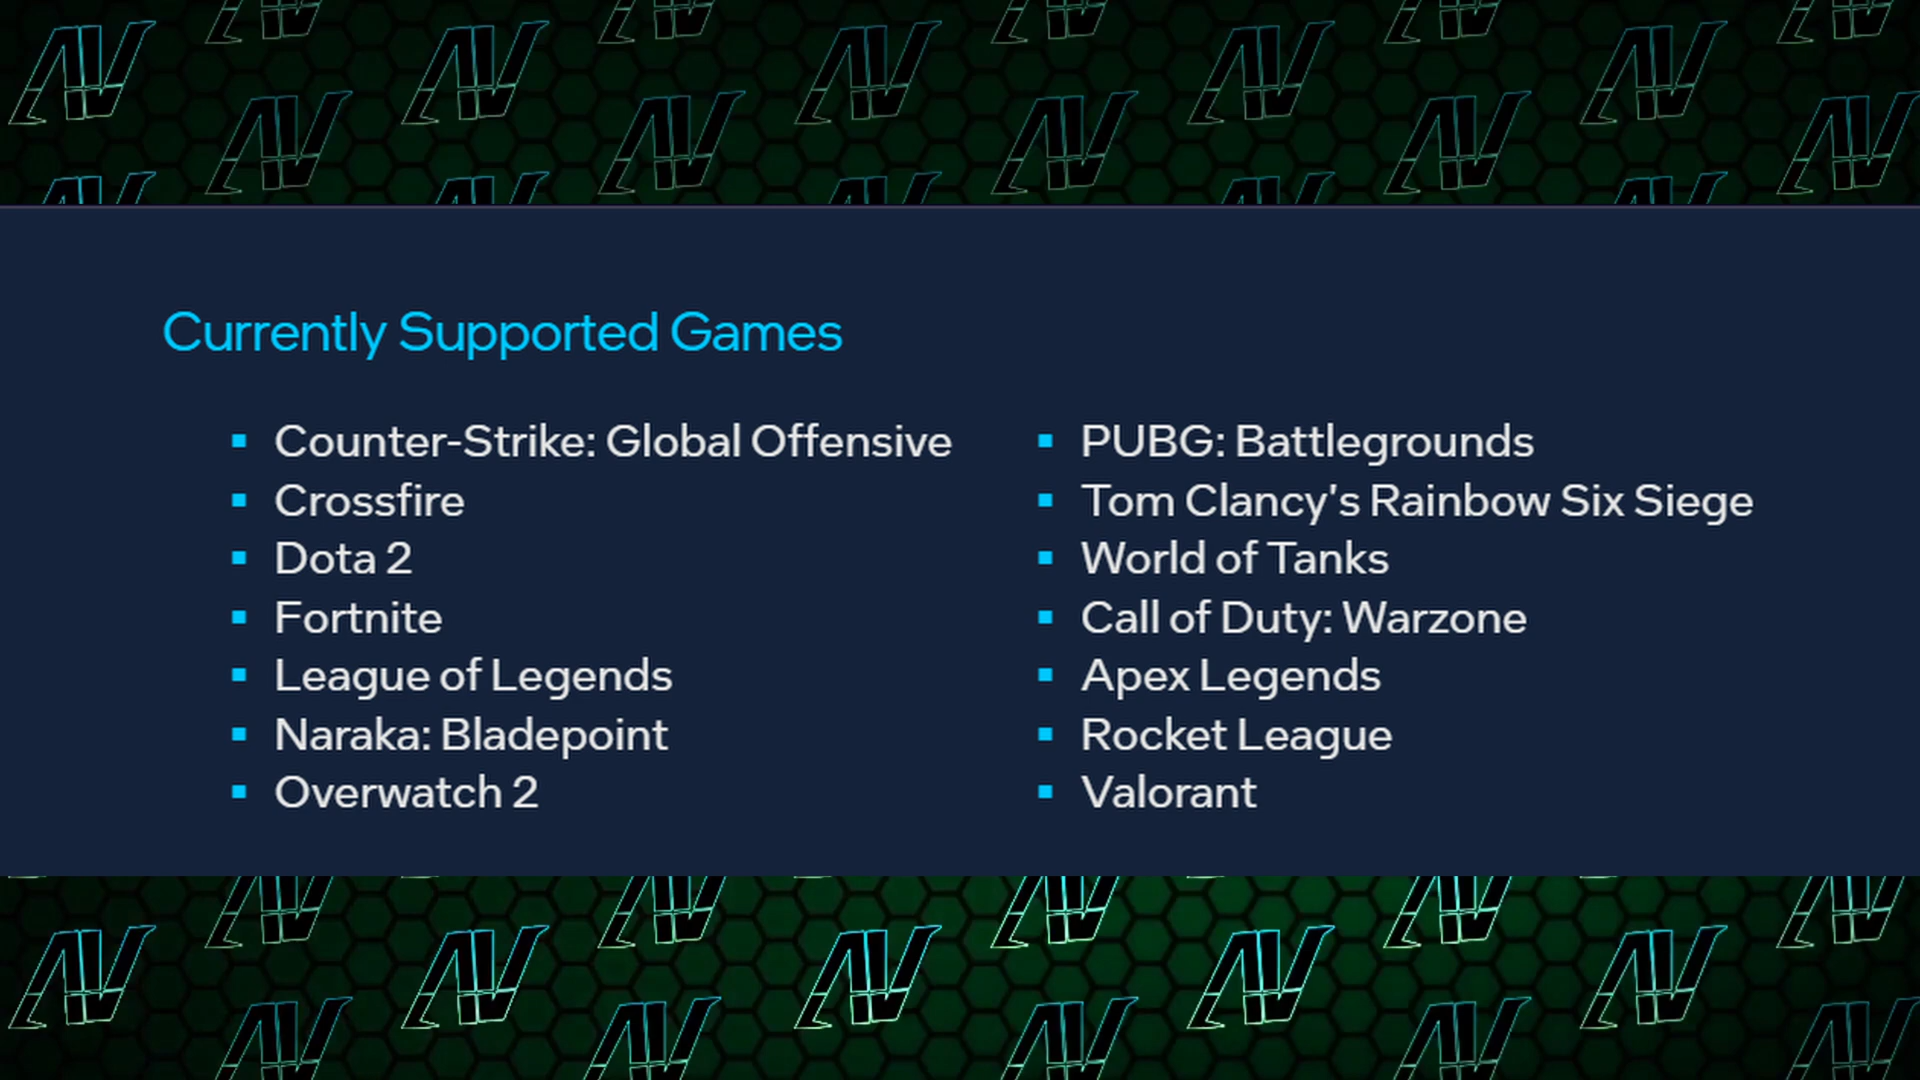 Currently Supported Games
Counter-Strike: Global Offensive
Crossfire
Dota 2
Fortnite
League of Legends
Naraka: Bladepoint
Overwatch 2
PUBG: Battlegrounds
Tom Clancy's Rainbow Six Siege
World of Tanks
Call of Duty: Warzone
Apex Legends
Rocket League
Valorant